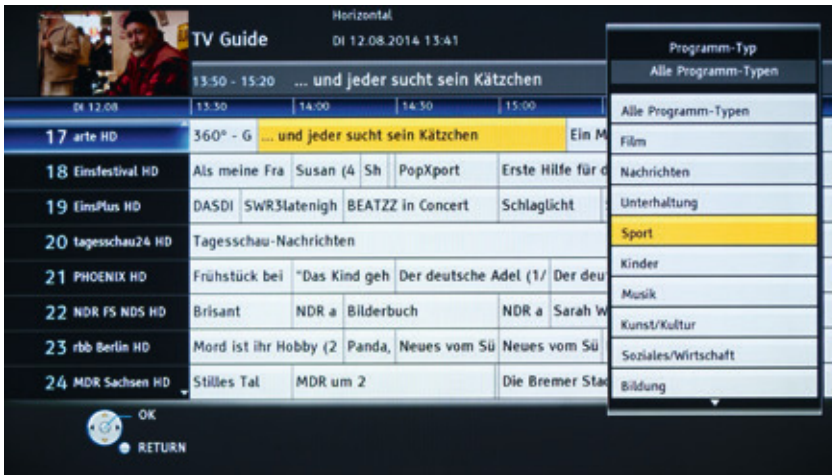 Horizontal
TV Guide DI 12.08.2014 13:41
13:50 - 15:20 ... und jeder sucht sein Kätzchen
DI 12.08 13:30 14:00 14:30 15:00
17 arte HD 360° - G ... und jeder sucht sein Kätzchen Ein M
18 Einsfestival HD Als meine Fra Susan (4 Sh PopXport Erste Hilfe für d
19 EinsPlus HD DASDI SWR3latenigh BEATZZ in Concert Schlaglicht
20 tagesschau24 HD Tagesschau-Nachrichten
21 PHOENIX HD Frühstück bei "Das Kind geh Der deutsche Adel (1/ Der deu
22 NDR FS NDS HD Brisant NDR a Bilderbuch NDR a Sarah W
23 rbb Berlin HD Mord ist ihr Hobby (2 Panda, Neues vom Sü Neues vom Sü
24 MDR Sachsen HD Stilles Tal MDR um 2 Die Bremer Stad
OK
RETURN
Programm-Typ
Alle Programm-Typen
Alle Programm-Typen
Film
Nachrichten
Unterhaltung
Sport
Kinder
Musik
Kunst/Kultur
Soziales/Wirtschaft
Bildung